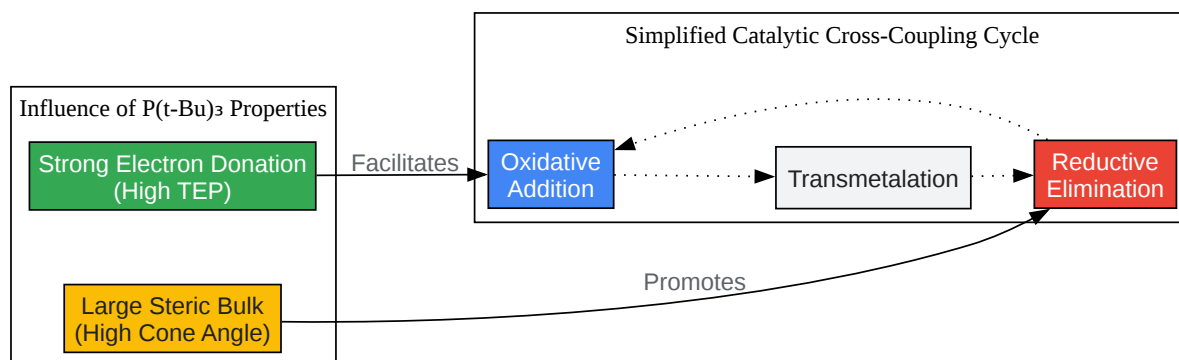 Simplified Catalytic Cross-Coupling Cycle
Influence of P(t-Bu)₃ Properties
Strong Electron Donation
(High TEP)
Facilitates
Oxidative
Addition
Transmetalation
Reductive
Elimination
Large Steric Bulk
(High Cone Angle)
Promotes